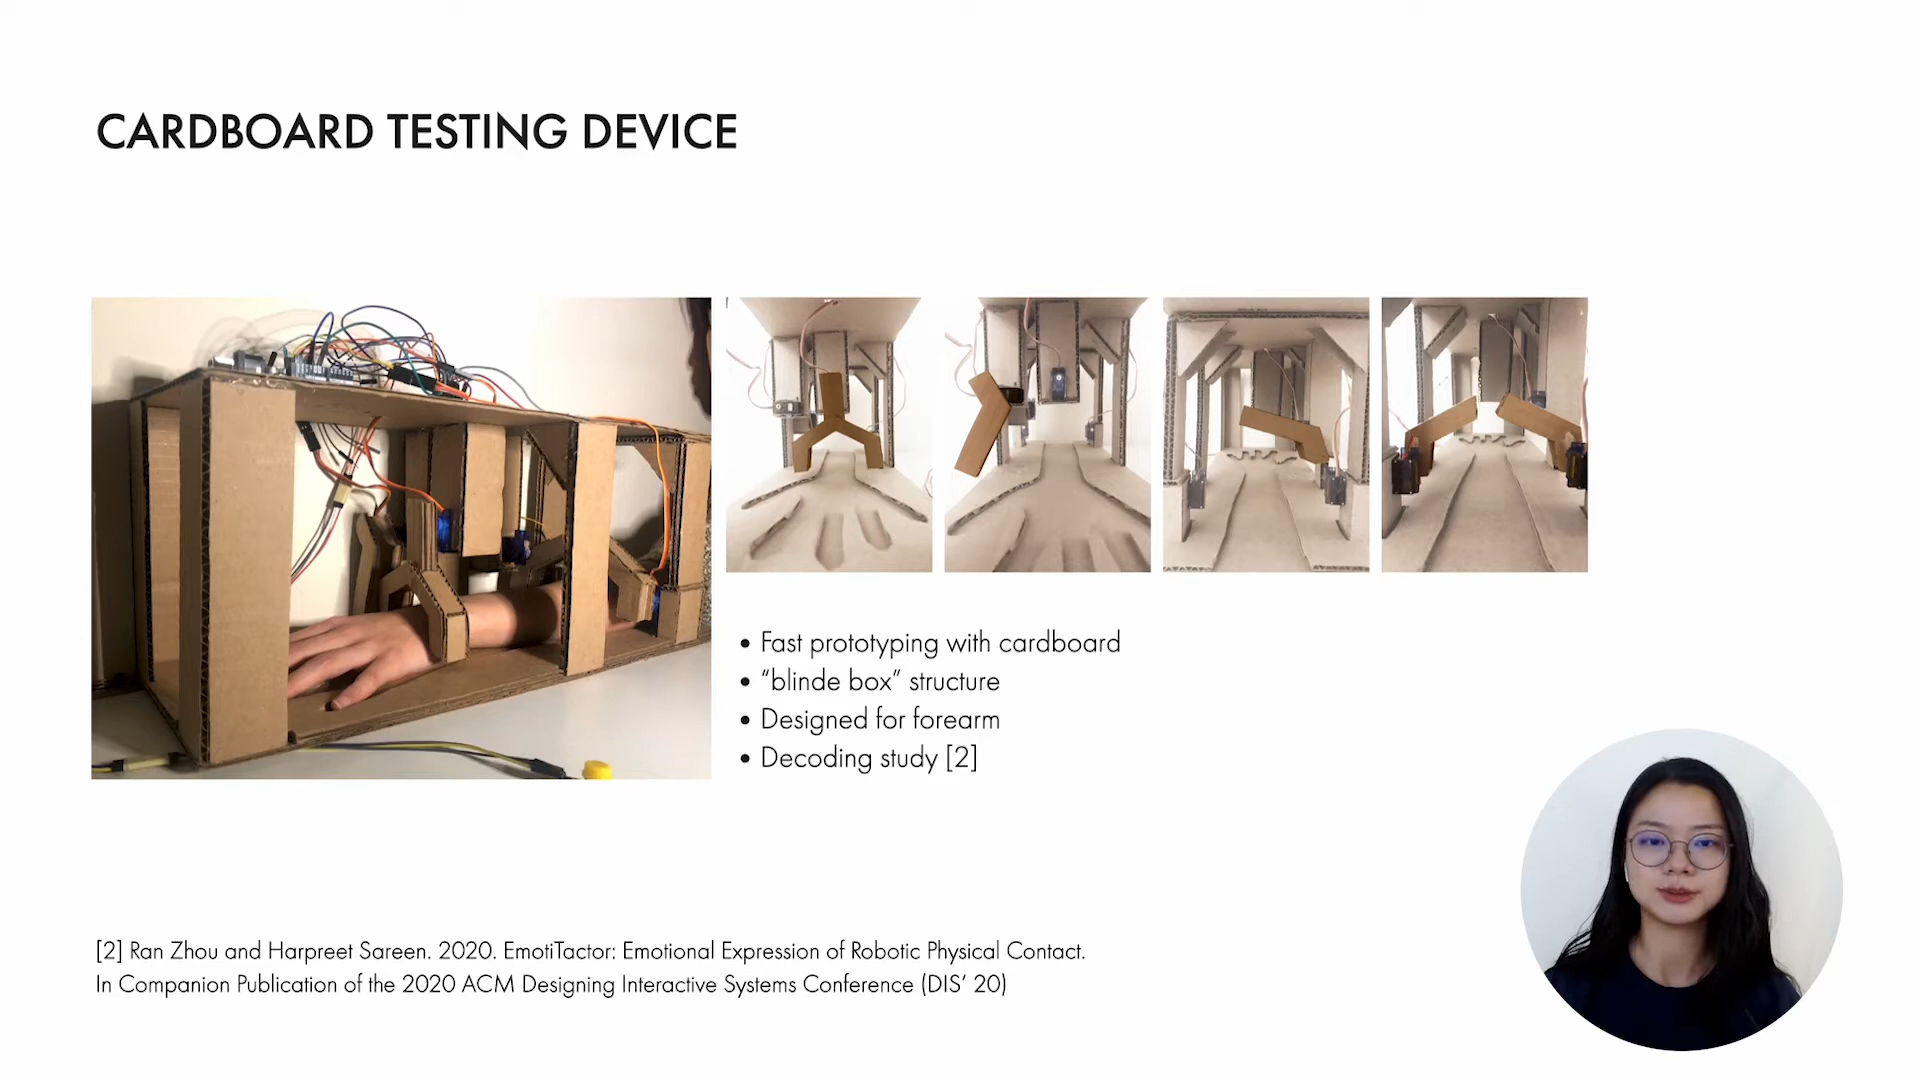 CARDBOARD TESTING DEVICE
• Fast prototyping with cardboard
• “blinde box” structure
• Designed for forearm
• Decoding study [2]
[2] Ran Zhou and Harpreet Sareen. 2020. EmotiTactor: Emotional Expression of Robotic Physical Contact.
In Companion Publication of the 2020 ACM Designing Interactive Systems Conference (DIS’ 20)